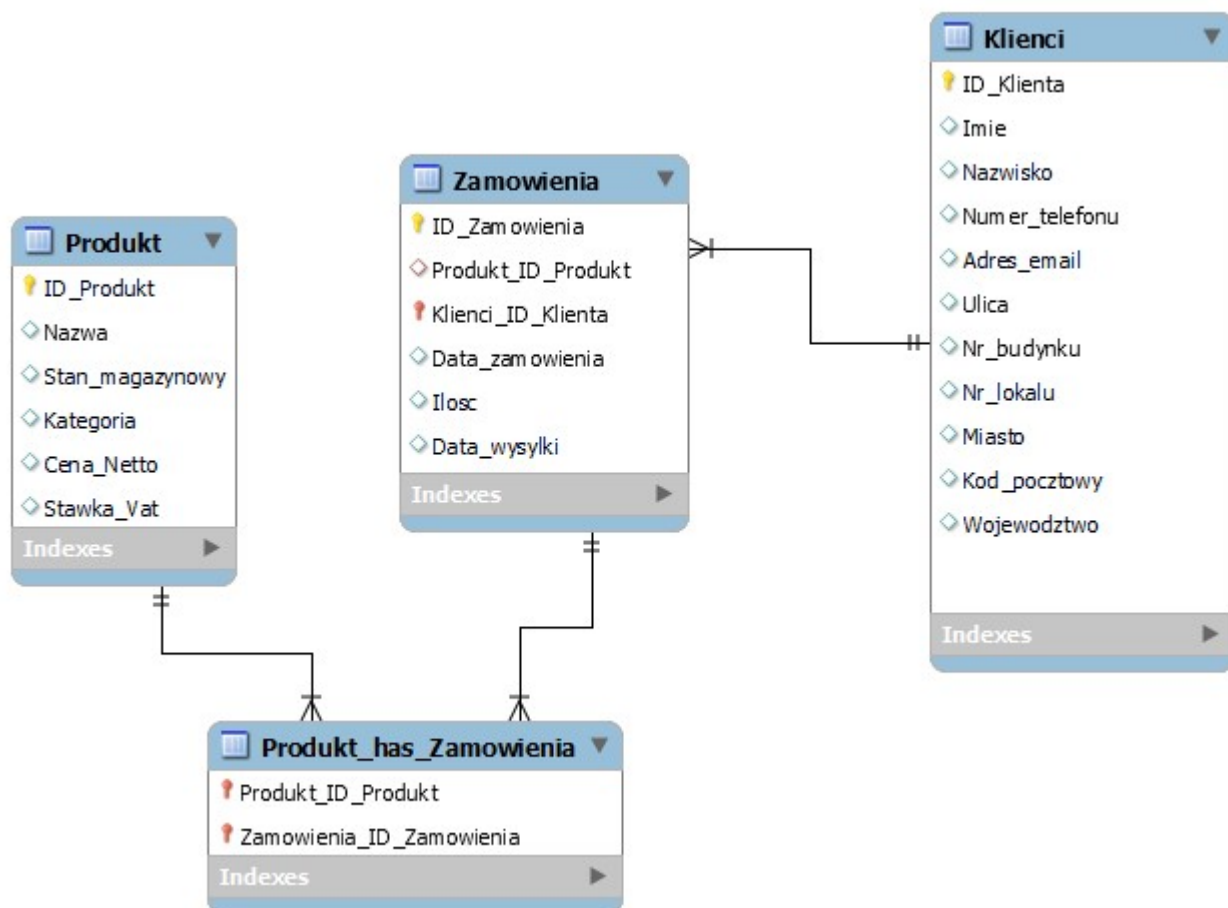 Produkt
ID_Produkt
Nazwa
Stan_magazynowy
Kategoria
Cena_Netto
Stawka_Vat
Indexes
Zamowienia
ID_Zamowienia
Produkt_ID_Produkt
Klienci_ID_Klienta
Data_zamowienia
Ilosc
Data_wysylki
Indexes
Klienci
ID_Klienta
Imie
Nazwisko
Numer_telefonu
Adres_email
Ulica
Nr_budynku
Nr_lokalu
Miasto
Kod_pocztowy
Wojewodztwo
Indexes
Produkt_has_Zamowienia
Produkt_ID_Produkt
Zamowienia_ID_Zamowienia
Indexes